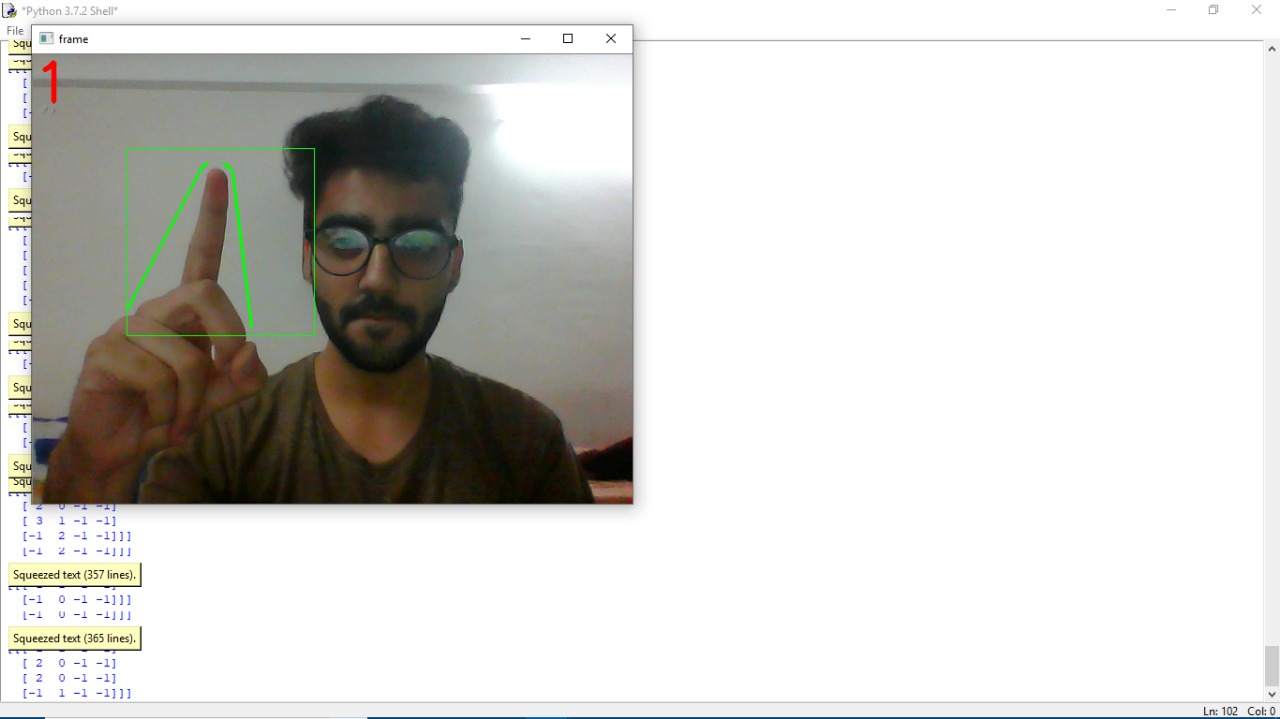 *Python 3.7.2 Shell*
File
frame
1
Squ
Squ
[
[
[-
Squ
[-
Squ
[
[
[
[
[-
Squ
[-
Squ
[
[-
Squ
Squ
[ 2 0 -1 -1]
[ 3 1 -1 -1]
[-1 2 -1 -1]]]
[-1 2 -1 -1]]]
Squeezed text (357 lines).
[-1 0 -1 -1]]]
[-1 0 -1 -1]]]
Squeezed text (365 lines).
[ 2 0 -1 -1]
[ 2 0 -1 -1]
[-1 1 -1 -1]]]
Ln: 102 Col: 0